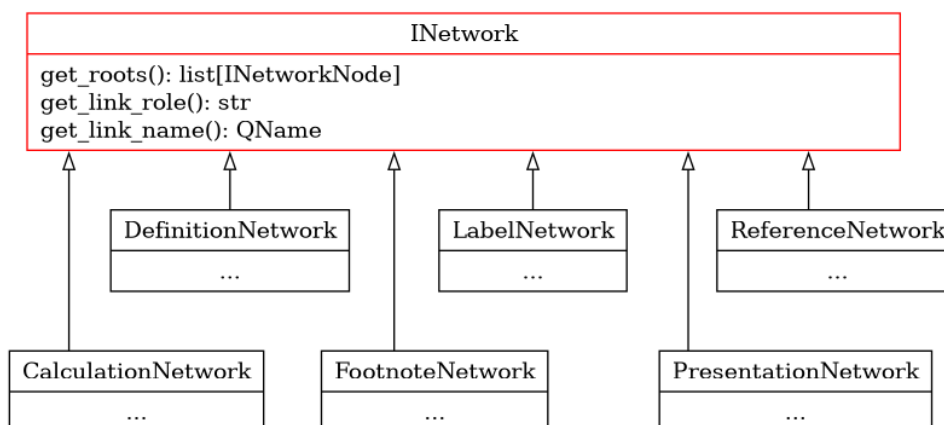 INetwork
get_roots(): list[INetworkNode]
get_link_role(): str
get_link_name(): QName
DefinitionNetwork
...
LabelNetwork
...
ReferenceNetwork
...
CalculationNetwork
...
FootnoteNetwork
...
PresentationNetwork
...